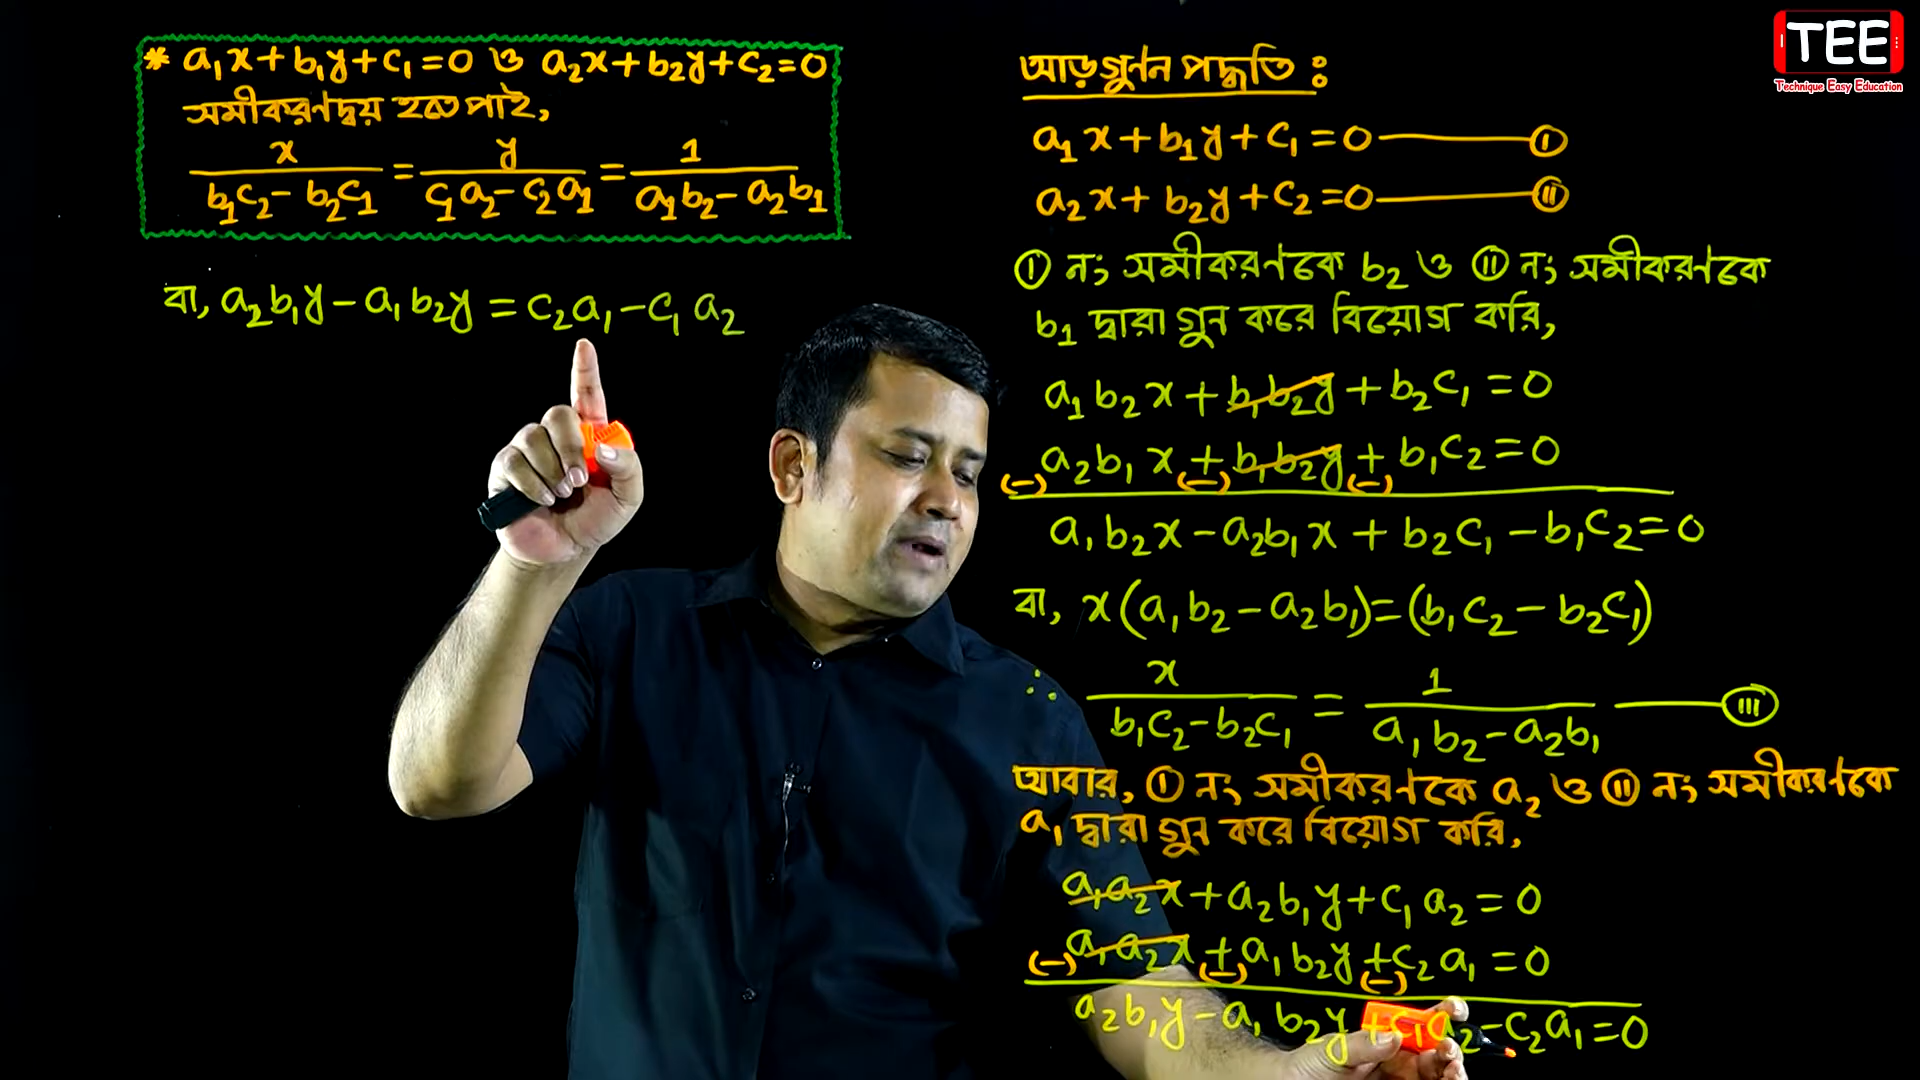 * a₁x+b₁y+c₁=0 ও a₂x+b₂y+c₂=0
সমীকরণদ্বয় হতে পাই,
x/(b₁c₂-b₂c₁) = y/(c₁a₂-c₂a₁) = 1/(a₁b₂-a₂b₁)
বা, a₂b₁y-a₁b₂y = c₂a₁-c₁a₂
আড়গুণন পদ্ধতি :
a₁x+b₁y+c₁=0 — (i)
a₂x+b₂y+c₂=0 — (ii)
(i) নং সমীকরণকে b₂ ও (ii) নং সমীকরণকে
b₁ দ্বারা গুন করে বিয়োগ করি,
a₁b₂x+b₁b₂y+b₂c₁=0
a₂b₁x+b₁b₂y+b₁c₂=0
(-) (-) (-)
a₁b₂x-a₂b₁x+b₂c₁-b₁c₂=0
বা, x(a₁b₂-a₂b₁)=(b₁c₂-b₂c₁)
∴ x/(b₁c₂-b₂c₁) = 1/(a₁b₂-a₂b₁) — (iii)
আবার, (i) নং সমীকরণকে a₂ ও (ii) নং সমীকরণকে
a₁ দ্বারা গুন করে বিয়োগ করি,
a₁a₂x+a₂b₁y+c₁a₂=0
a₁a₂x+a₁b₂y+c₂a₁=0
(-) (-) (-)
a₂b₁y-a₁b₂y+c₁a₂-c₂a₁=0
TEE
Technique Easy Education